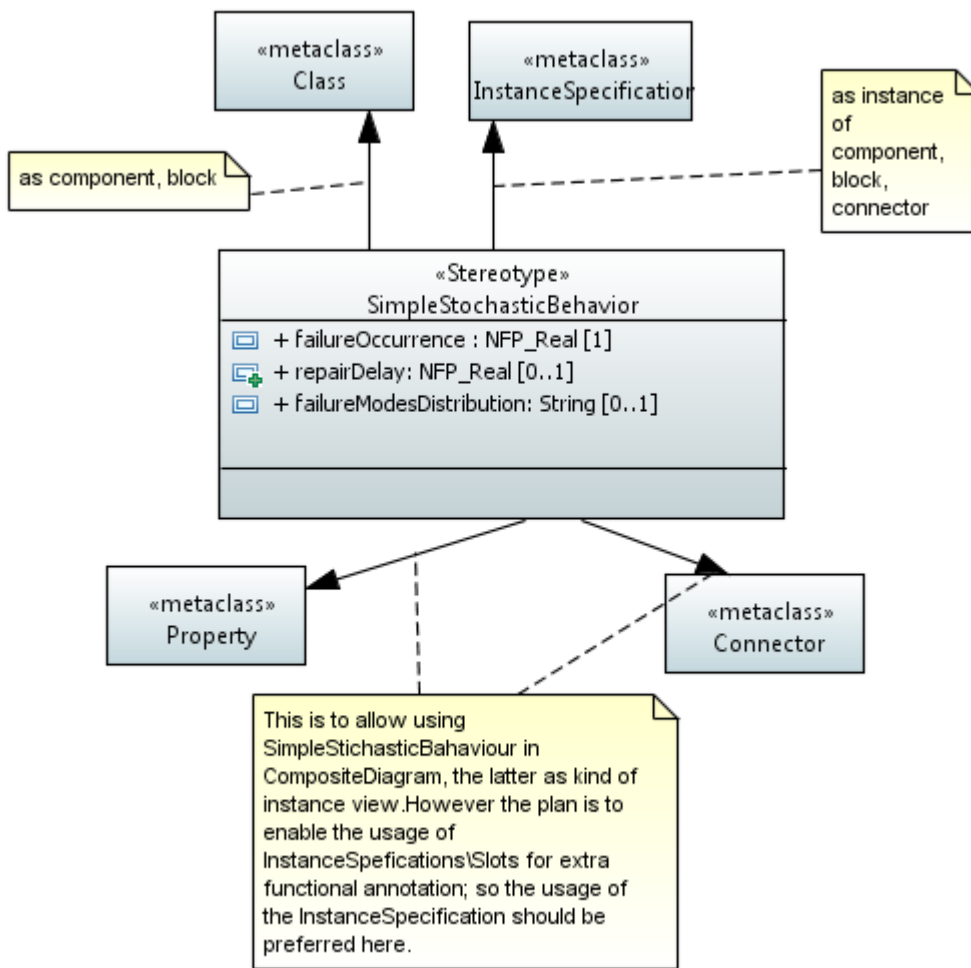 «metaclass»
Class
«metaclass»
InstanceSpecification
as instance
of
component,
block,
connector
as component, block
«Stereotype»
SimpleStochasticBehavior
+ failureOccurrence : NFP_Real [1]
+ repairDelay: NFP_Real [0..1]
+ failureModesDistribution: String [0..1]
«metaclass»
Property
«metaclass»
Connector
This is to allow using
SimpleStichasticBahaviour in
CompositeDiagram, the latter as kind of
instance view.However the plan is to
enable the usage of
InstanceSpefications\Slots for extra
functional annotation; so the usage of
the InstanceSpecification should be
preferred here.